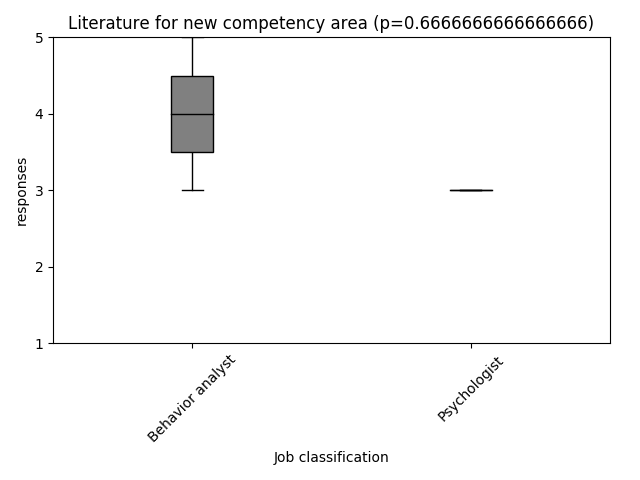 Literature for new competency area (p=0.6666666666666666)
5
4
3
2
1
responses
Behavior analyst
Psychologist
Job classification